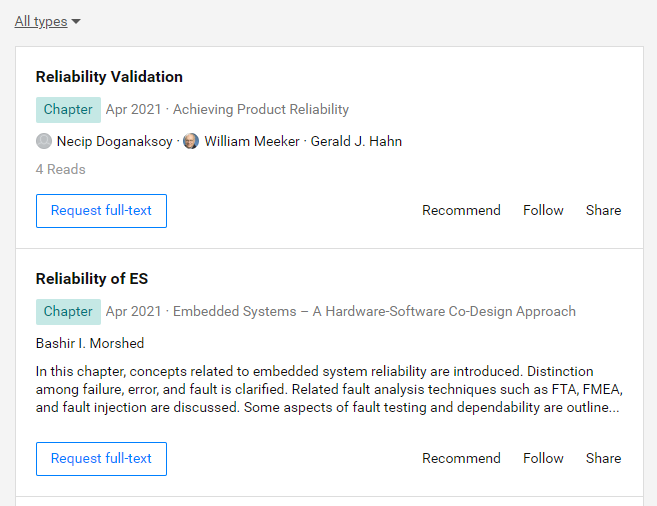 All types
Reliability Validation
Chapter Apr 2021 · Achieving Product Reliability
Necip Doganaksoy · William Meeker · Gerald J. Hahn
4 Reads
Request full-text Recommend Follow Share
Reliability of ES
Chapter Apr 2021 · Embedded Systems – A Hardware-Software Co-Design Approach
Bashir I. Morshed
In this chapter, concepts related to embedded system reliability are introduced. Distinction
among failure, error, and fault is clarified. Related fault analysis techniques such as FTA, FMEA,
and fault injection are discussed. Some aspects of fault testing and dependability are outline...
Request full-text Recommend Follow Share